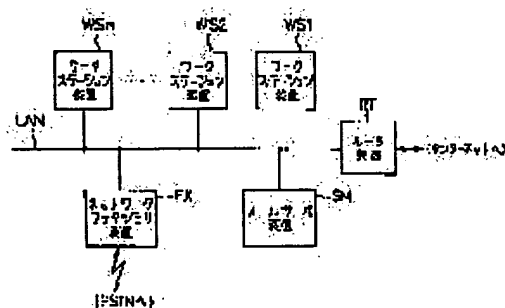 WSn
WS2
WS1
ワーク
ステーション
装置
ワーク
ステーション
装置
ワーク
ステーション
装置
LAN
RT
ルータ
装置
インターネットへ
ネットワーク
ファクシミリ
装置
FX
メールサーバ
装置
SM
PSTNへ